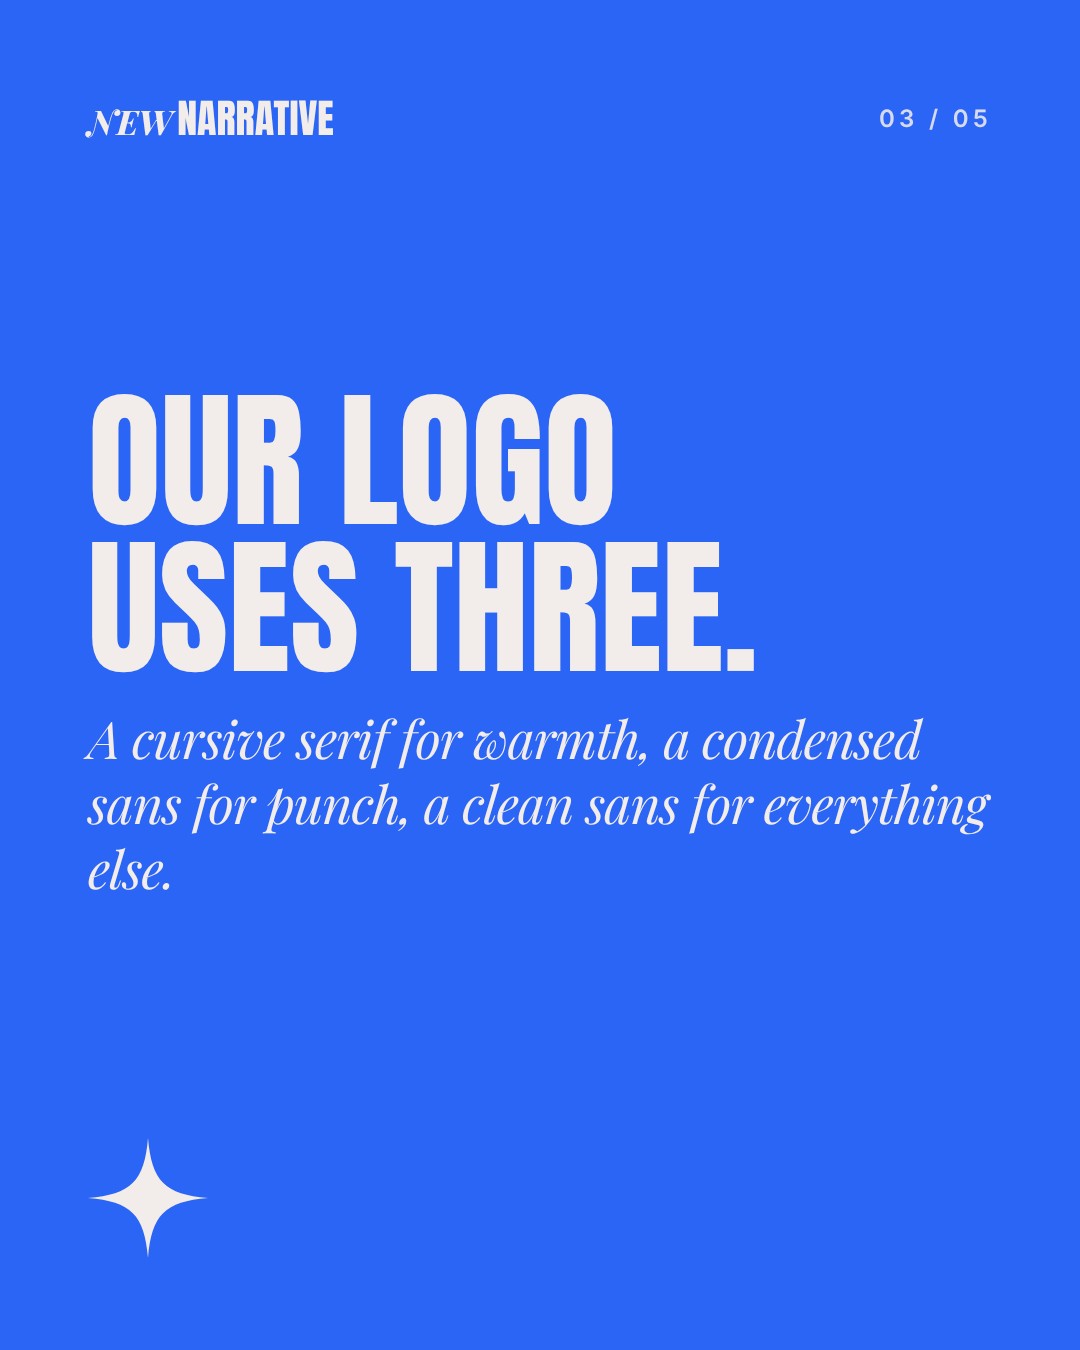 NEW NARRATIVE
03 / 05
OUR LOGO
USES THREE.
A cursive serif for warmth, a condensed
sans for punch, a clean sans for everything
else.